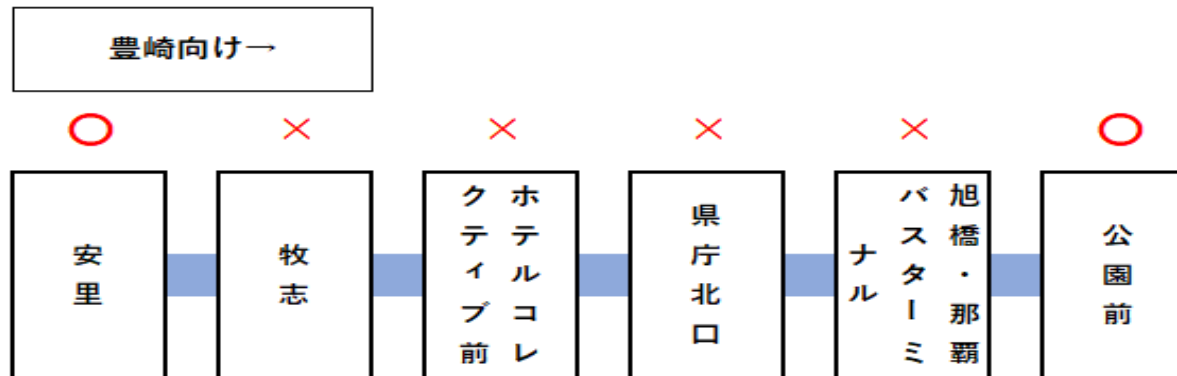 豊崎向け→
○ × × × × ○
安里
牧志
ホテルコレ
クティブ前
県庁北口
旭橋・那覇
バスターミ
ナル
公園前